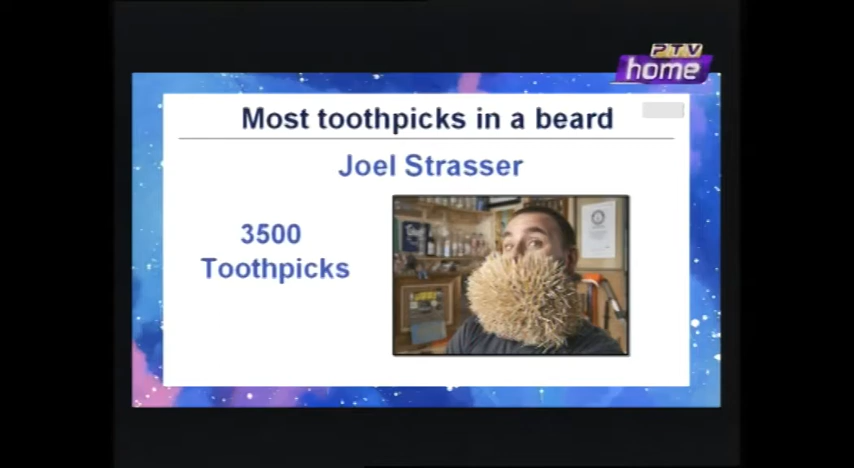 PTV
home
Most toothpicks in a beard
Joel Strasser
3500
Toothpicks